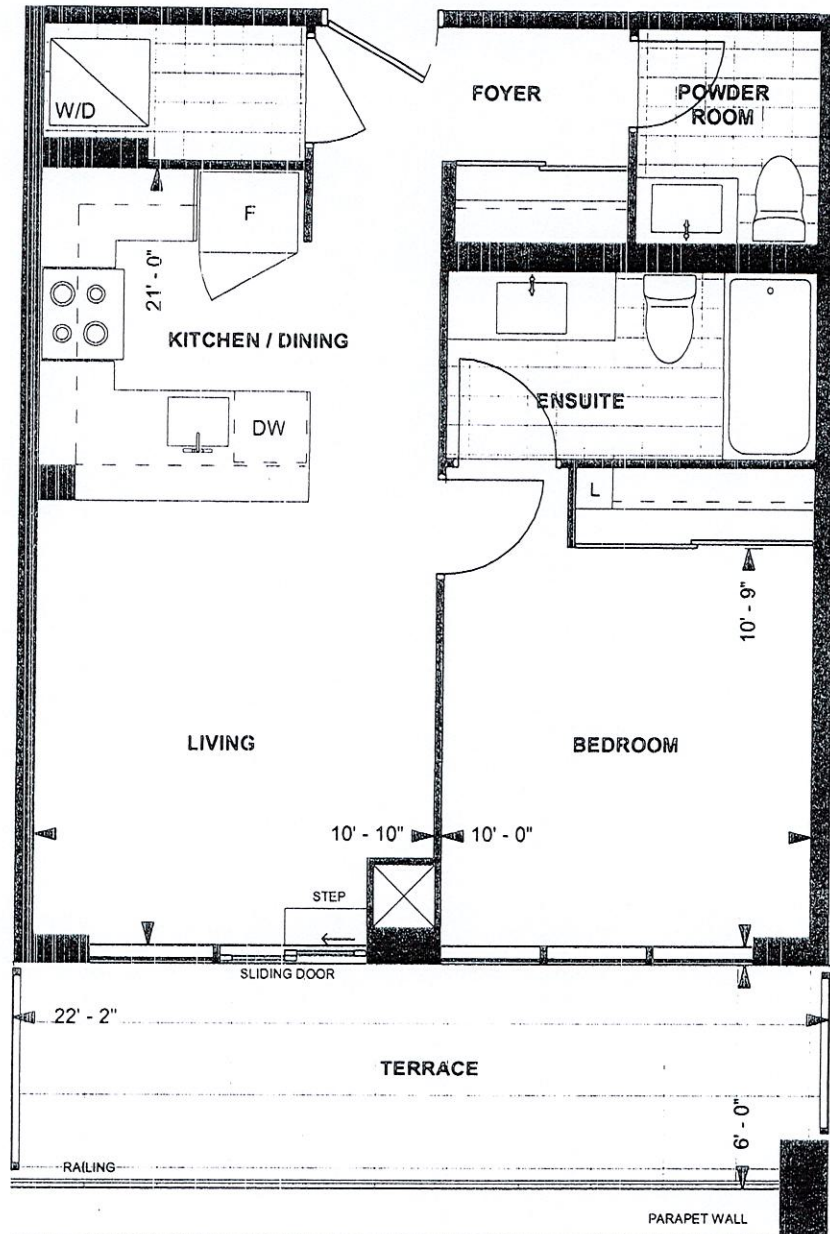 W/D
FOYER
POWDER
ROOM
F
21' - 0"
KITCHEN / DINING
ENSUITE
DW
L
10' - 9"
LIVING
BEDROOM
10' - 10"
10' - 0"
STEP
SLIDING DOOR
22' - 2"
TERRACE
6' - 0"
RAILING
PARAPET WALL